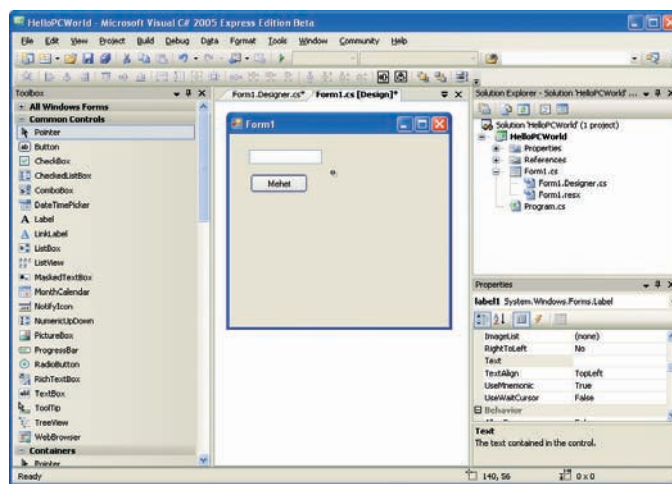 HelloPCWorld - Microsoft Visual C# 2005 Express Edition Beta
File Edit View Project Build Debug Data Format Tools Window Community Help
Toolbox
All Windows Forms
Common Controls
Pointer
Button
CheckBox
CheckedListBox
ComboBox
DateTimePicker
Label
LinkLabel
ListBox
ListView
MaskedTextBox
MonthCalendar
NotifyIcon
NumericUpDown
PictureBox
ProgressBar
RadioButton
RichTextBox
TextBox
ToolTip
TreeView
WebBrowser
Containers
Pointer
Form1.Designer.cs* Form1.cs [Design]*
Form1
Mehet
Solution Explorer - Solution 'HelloPCWorld' ...
Solution 'HelloPCWorld' (1 project)
HelloPCWorld
Properties
References
Form1.cs
Form1.Designer.cs
Form1.resx
Program.cs
Properties
label1 System.Windows.Forms.Label
ImageList (none)
RightToLeft No
Text
TextAlign TopLeft
UseMnemonic True
UseWaitCursor False
Behavior
Text
The text contained in the control.
Ready 140, 56 0 x 0